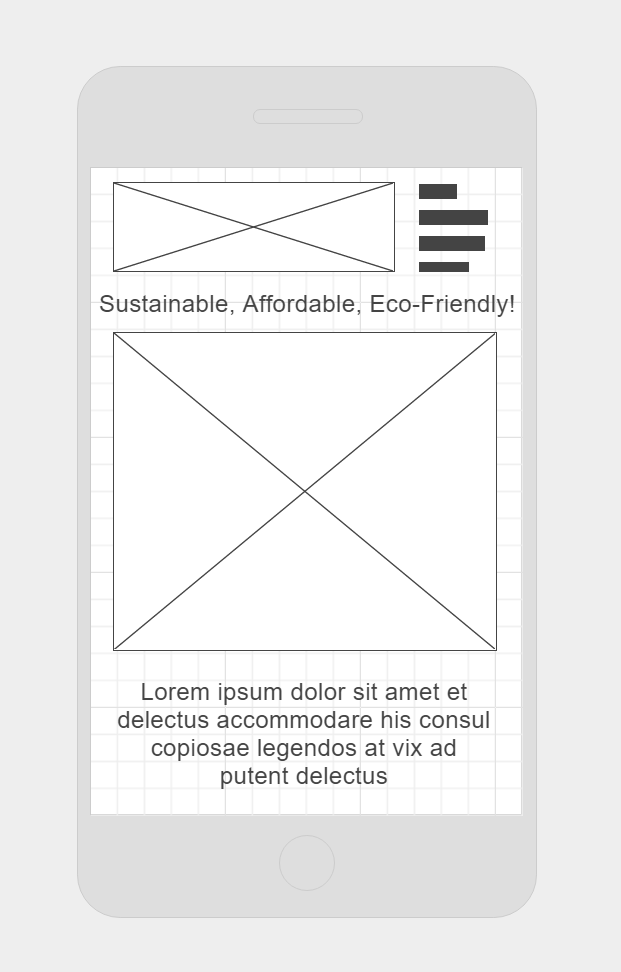 Sustainable, Affordable, Eco-Friendly!
Lorem ipsum dolor sit amet et
delectus accommodare his consul
copiosae legendos at vix ad
putent delectus